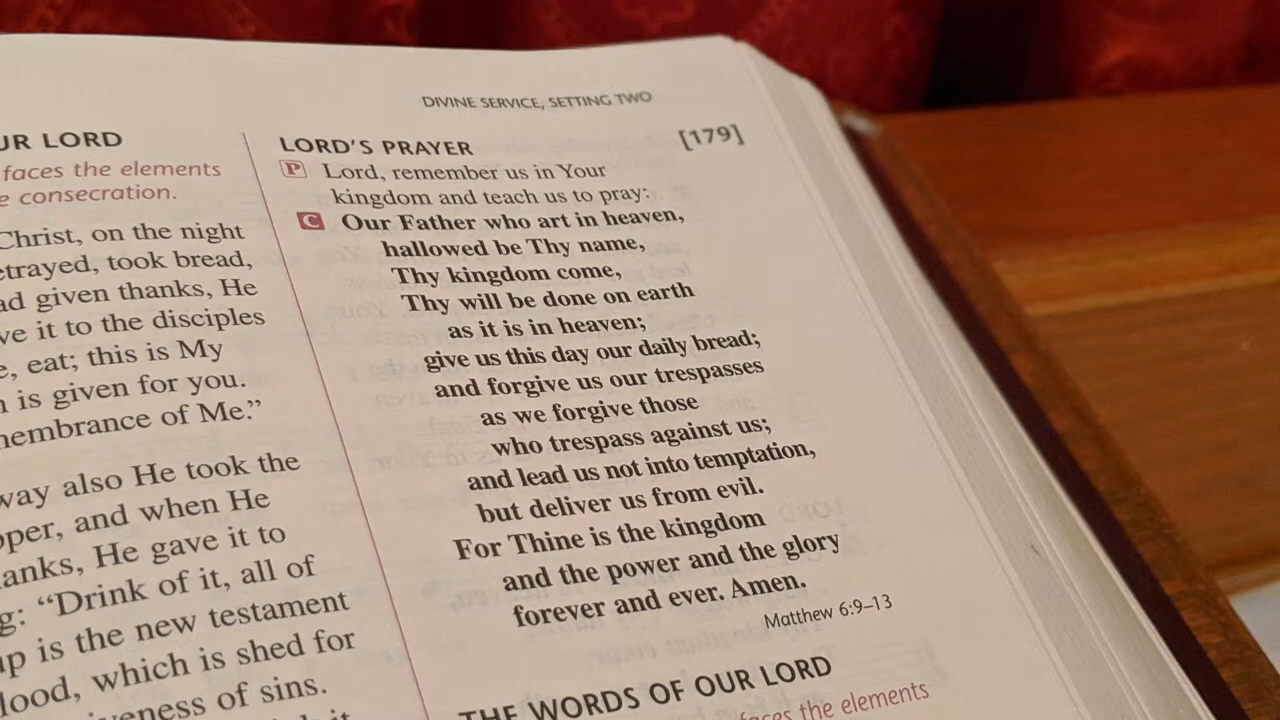 DIVINE SERVICE, SETTING TWO
UR LORD
faces the elements
e consecration.
Christ, on the night
etrayed, took bread,
ad given thanks, He
ve it to the disciples
e, eat; this is My
n is given for you.
membrance of Me.”
way also He took the
pper, and when He
anks, He gave it to
g: “Drink of it, all of
up is the new testament
lood, which is shed for
iveness of sins.
LORD’S PRAYER [179]
P Lord, remember us in Your
kingdom and teach us to pray:
C Our Father who art in heaven,
hallowed be Thy name,
Thy kingdom come,
Thy will be done on earth
as it is in heaven;
give us this day our daily bread;
and forgive us our trespasses
as we forgive those
who trespass against us;
and lead us not into temptation,
but deliver us from evil.
For Thine is the kingdom
and the power and the glory
forever and ever. Amen.
Matthew 6:9–13
THE WORDS OF OUR LORD
faces the elements